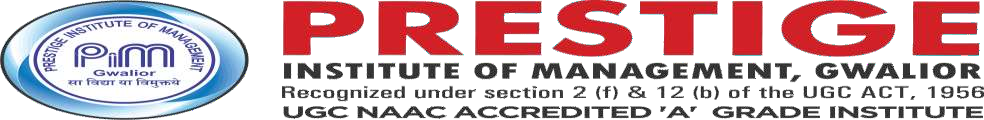 PRESTIGE INSTITUTE OF MANAGEMENT
PiM
Gwalior
सा विद्या या विमुक्तये
PRESTIGE
INSTITUTE OF MANAGEMENT, GWALIOR
Recognized under section 2 (f) & 12 (b) of the UGC ACT, 1956
UGC NAAC ACCREDITED 'A' GRADE INSTITUTE